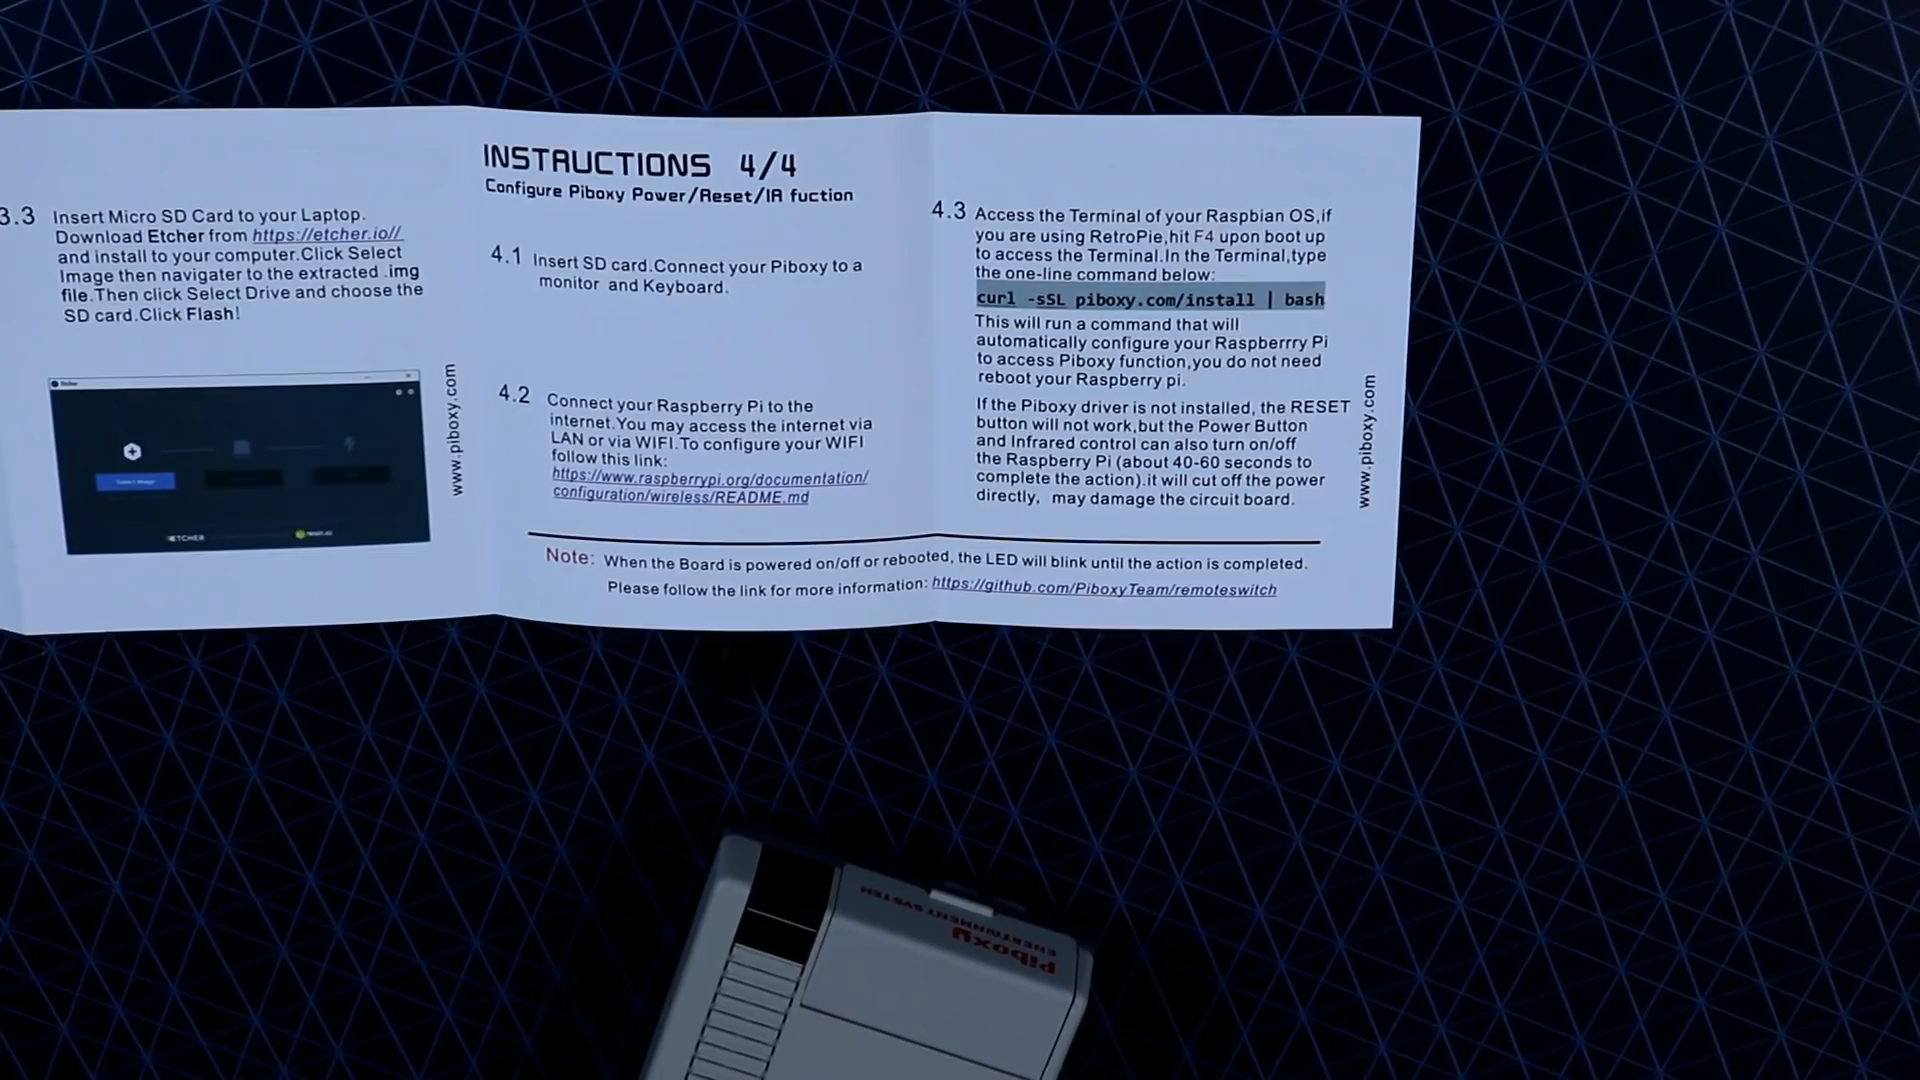 3.3 Insert Micro SD Card to your Laptop.
Download Etcher from https://etcher.io//
and install to your computer.Click Select
Image then navigater to the extracted .img
file.Then click Select Drive and choose the
SD card.Click Flash!
Etcher
Select Image
ETCHER
resin.io
www.piboxy.com
INSTRUCTIONS 4/4
Configure Piboxy Power/Reset/IR fuction
4.1 Insert SD card.Connect your Piboxy to a
monitor and Keyboard.
4.2 Connect your Raspberry Pi to the
internet.You may access the internet via
LAN or via WIFI.To configure your WIFI
follow this link:
https://www.raspberrypi.org/documentation/
configuration/wireless/README.md
4.3 Access the Terminal of your Raspbian OS,if
you are using RetroPie,hit F4 upon boot up
to access the Terminal.In the Terminal,type
the one-line command below:
curl -sSL piboxy.com/install | bash
This will run a command that will
automatically configure your Raspberrry Pi
to access Piboxy function,you do not need
reboot your Raspberry pi.
If the Piboxy driver is not installed, the RESET
button will not work,but the Power Button
and Infrared control can also turn on/off
the Raspberry Pi (about 40-60 seconds to
complete the action).it will cut off the power
directly, may damage the circuit board.
www.piboxy.com
Note: When the Board is powered on/off or rebooted, the LED will blink until the action is completed.
Please follow the link for more information: https://github.com/PiboxyTeam/remoteswitch
Piboxy
ENERTAINMENT SYSTEM